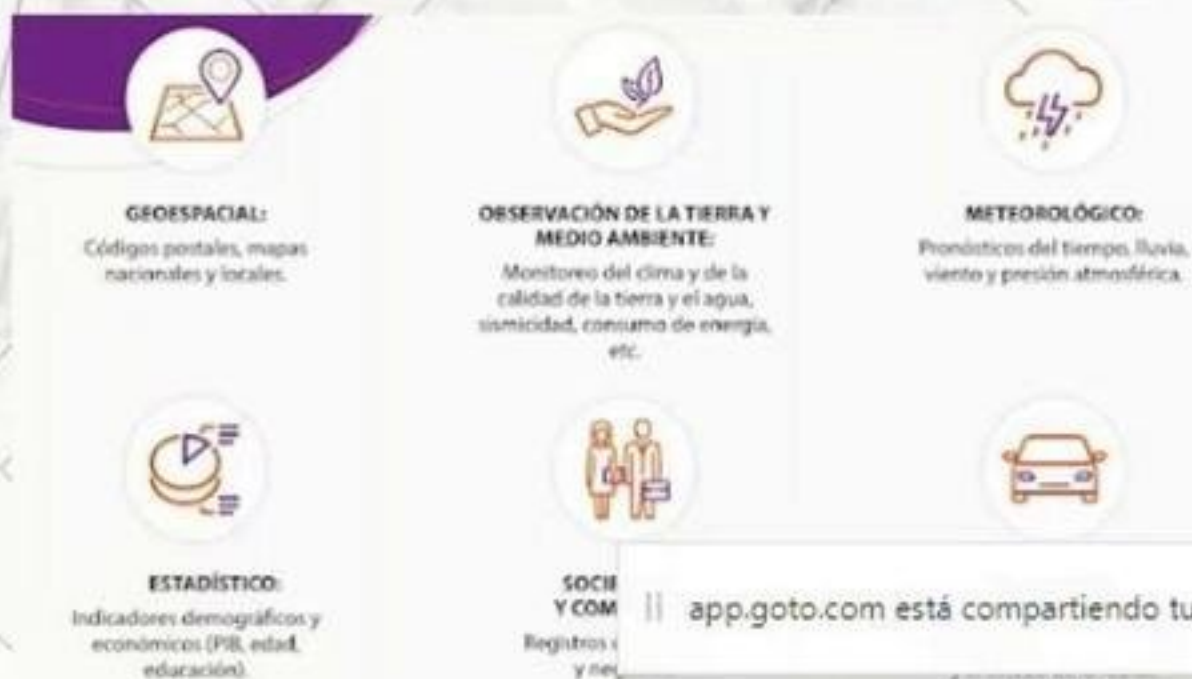 GEOESPACIAL:
Códigos postales, mapas
nacionales y locales.
OBSERVACIÓN DE LA TIERRA Y
MEDIO AMBIENTE:
Monitoreo del clima y de la
calidad de la tierra y el agua,
sismicidad, consumo de energía,
etc.
METEOROLÓGICO:
Pronósticos del tiempo, lluvia,
viento y presión atmosférica.
ESTADÍSTICO:
Indicadores demográficos y
económicos (PIB, edad,
educación).
SOCIE
Y COM
Registros
y ne
app.goto.com está compartiendo tu